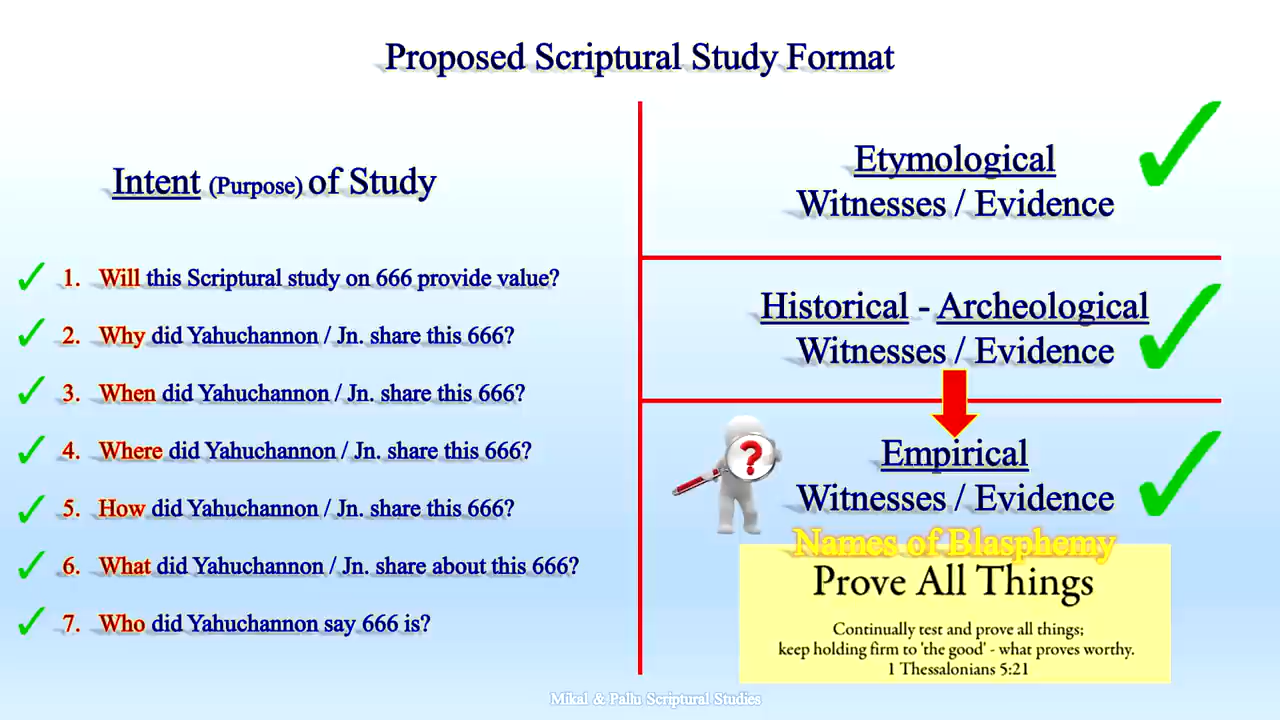 Proposed Scriptural Study Format
Intent (Purpose) of Study
1. Will this Scriptural study on 666 provide value?
2. Why did Yahuchannon / Jn. share this 666?
3. When did Yahuchannon / Jn. share this 666?
4. Where did Yahuchannon / Jn. share this 666?
5. How did Yahuchannon / Jn. share this 666?
6. What did Yahuchannon / Jn. share about this 666?
7. Who did Yahuchannon say 666 is?
Etymological
Witnesses / Evidence
Historical - Archeological
Witnesses / Evidence
?
Empirical
Witnesses / Evidence
Names of Blasphemy
Prove All Things
Continually test and prove all things;
keep holding firm to 'the good' - what proves worthy.
1 Thessalonians 5:21
Mikal & Pallu Scriptural Studies